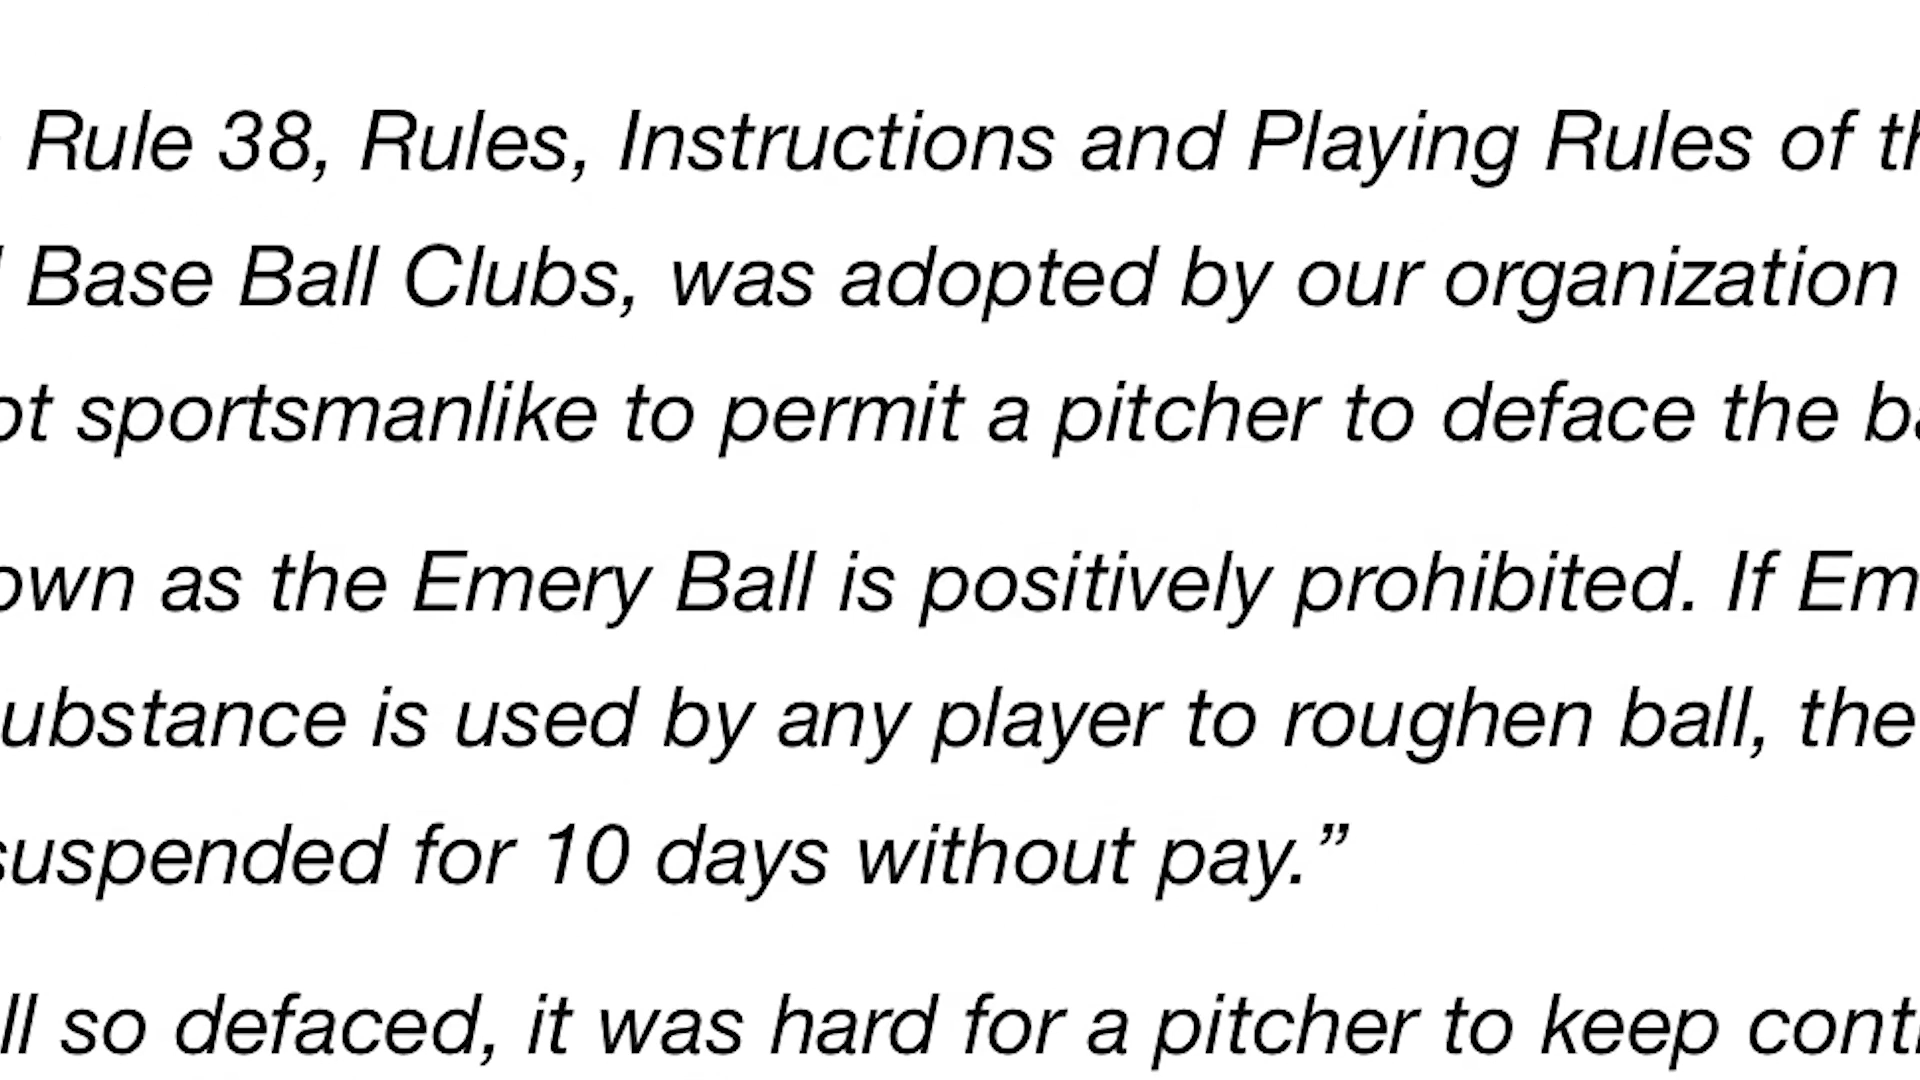 Rule 38, Rules, Instructions and Playing Rules of th
Base Ball Clubs, was adopted by our organization
ot sportsmanlike to permit a pitcher to deface the ba
own as the Emery Ball is positively prohibited. If Em
ubstance is used by any player to roughen ball, the
suspended for 10 days without pay.”
ll so defaced, it was hard for a pitcher to keep cont